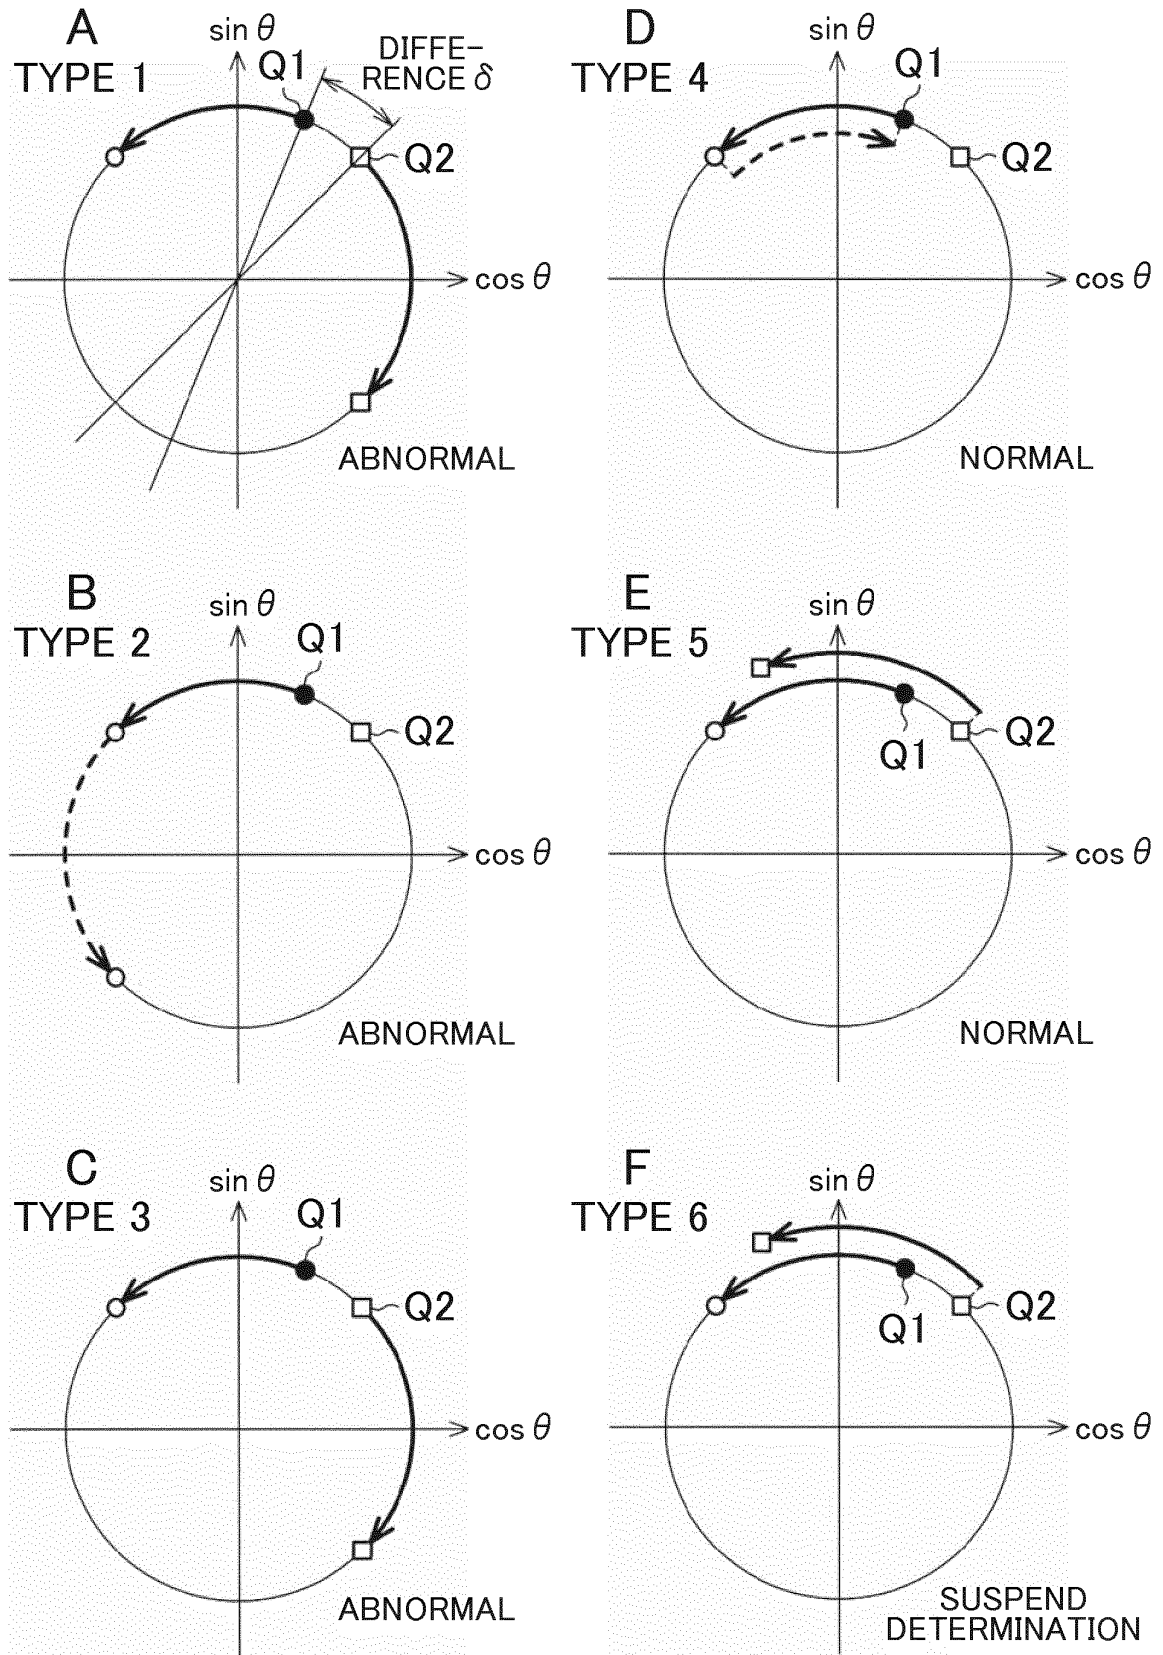 A
TYPE 1
sin θ
Q1
DIFFE-
RENCE δ
Q2
cos θ
ABNORMAL
D
TYPE 4
sin θ
Q1
Q2
cos θ
NORMAL
B
TYPE 2
sin θ
Q1
Q2
cos θ
ABNORMAL
E
TYPE 5
sin θ
Q1
Q2
cos θ
NORMAL
C
TYPE 3
sin θ
Q1
Q2
cos θ
ABNORMAL
F
TYPE 6
sin θ
Q1
Q2
cos θ
SUSPEND
DETERMINATION